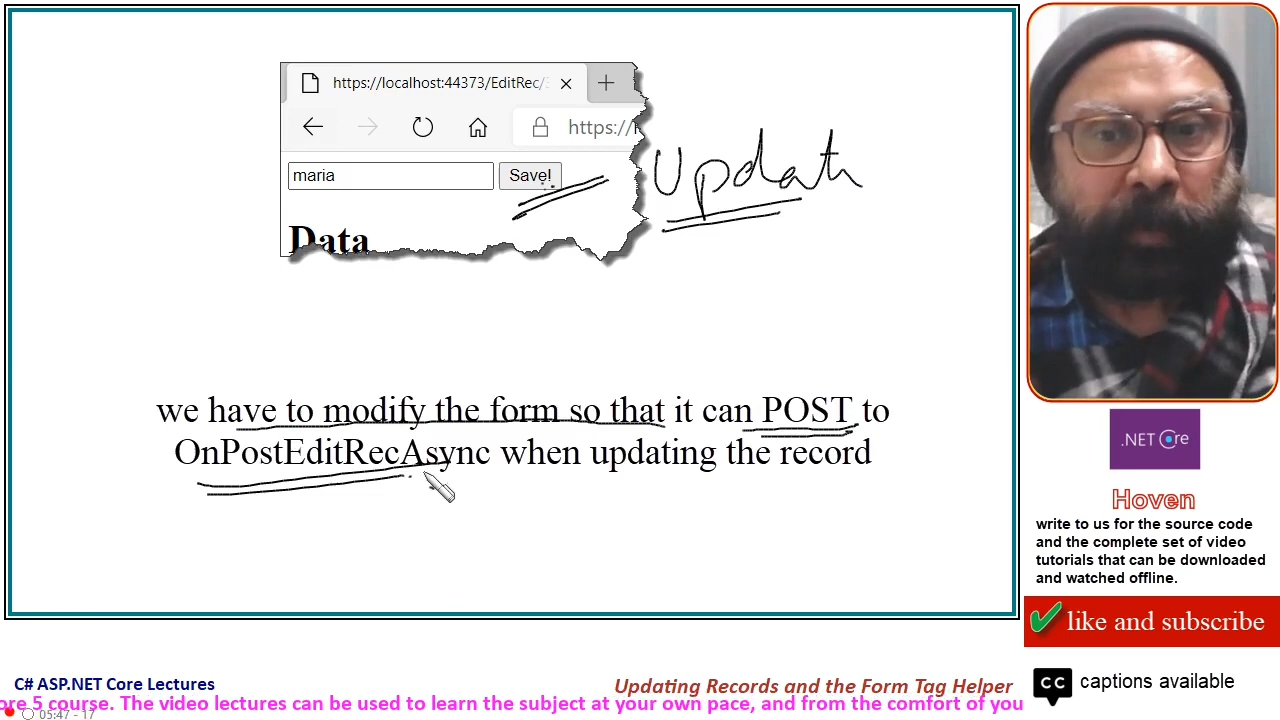 https://localhost:44373/EditRec/
https://
maria
Save!
Updat
Data
we have to modify the form so that it can POST to
OnPostEditRecAsync when updating the record
.NET Core
Hoven
write to us for the source code
and the complete set of video
tutorials that can be downloaded
and watched offline.
like and subscribe
CC captions available
C# ASP.NET Core Lectures
Updating Records and the Form Tag Helper
ore 5 course. The video lectures can be used to learn the subject at your own pace, and from the comfort of you
05:47 - 17